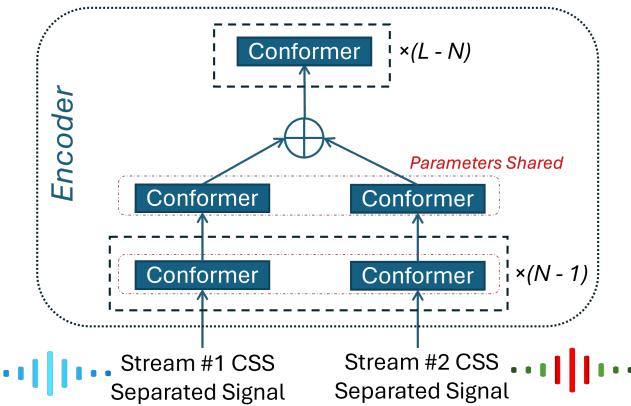 Encoder
Conformer
×(L - N)
Parameters Shared
Conformer Conformer
Conformer Conformer
×(N - 1)
Stream #1 CSS
Separated Signal
Stream #2 CSS
Separated Signal